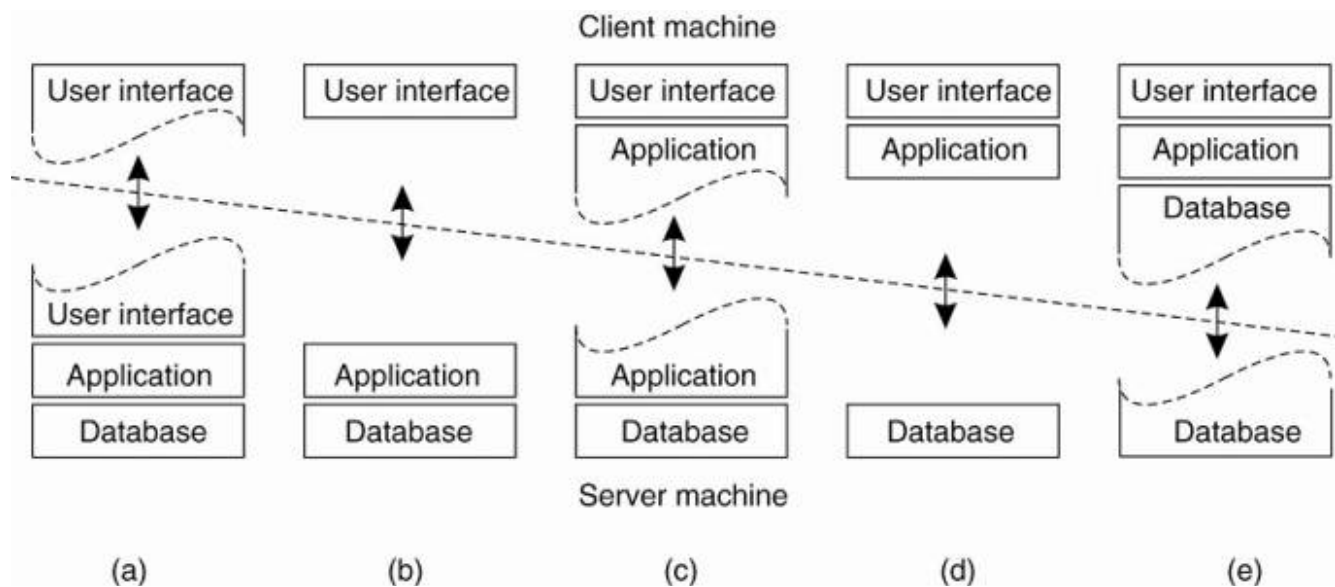 Client machine
User interface User interface User interface User interface User interface
Application Application Application
Database
User interface
Application Application Application
Database Database Database Database Database
Server machine
(a) (b) (c) (d) (e)